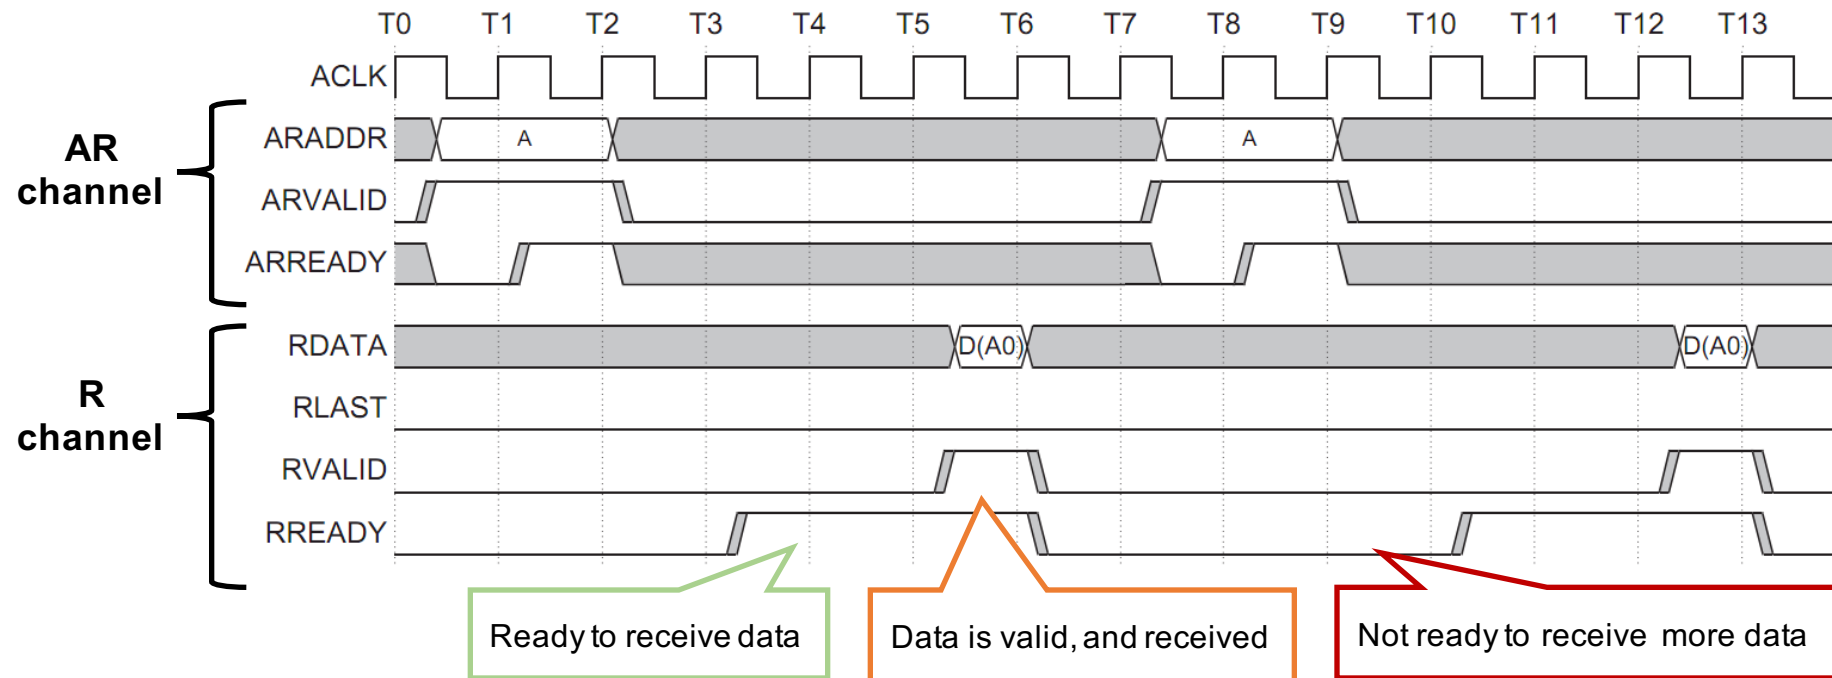 T0 T1 T2 T3 T4 T5 T6 T7 T8 T9 T10 T11 T12 T13
ACLK
AR
channel
ARADDR A A
ARVALID
ARREADY
R
channel
RDATA D(A0) D(A0)
RLAST
RVALID
RREADY
Ready to receive data
Data is valid, and received
Not ready to receive more data